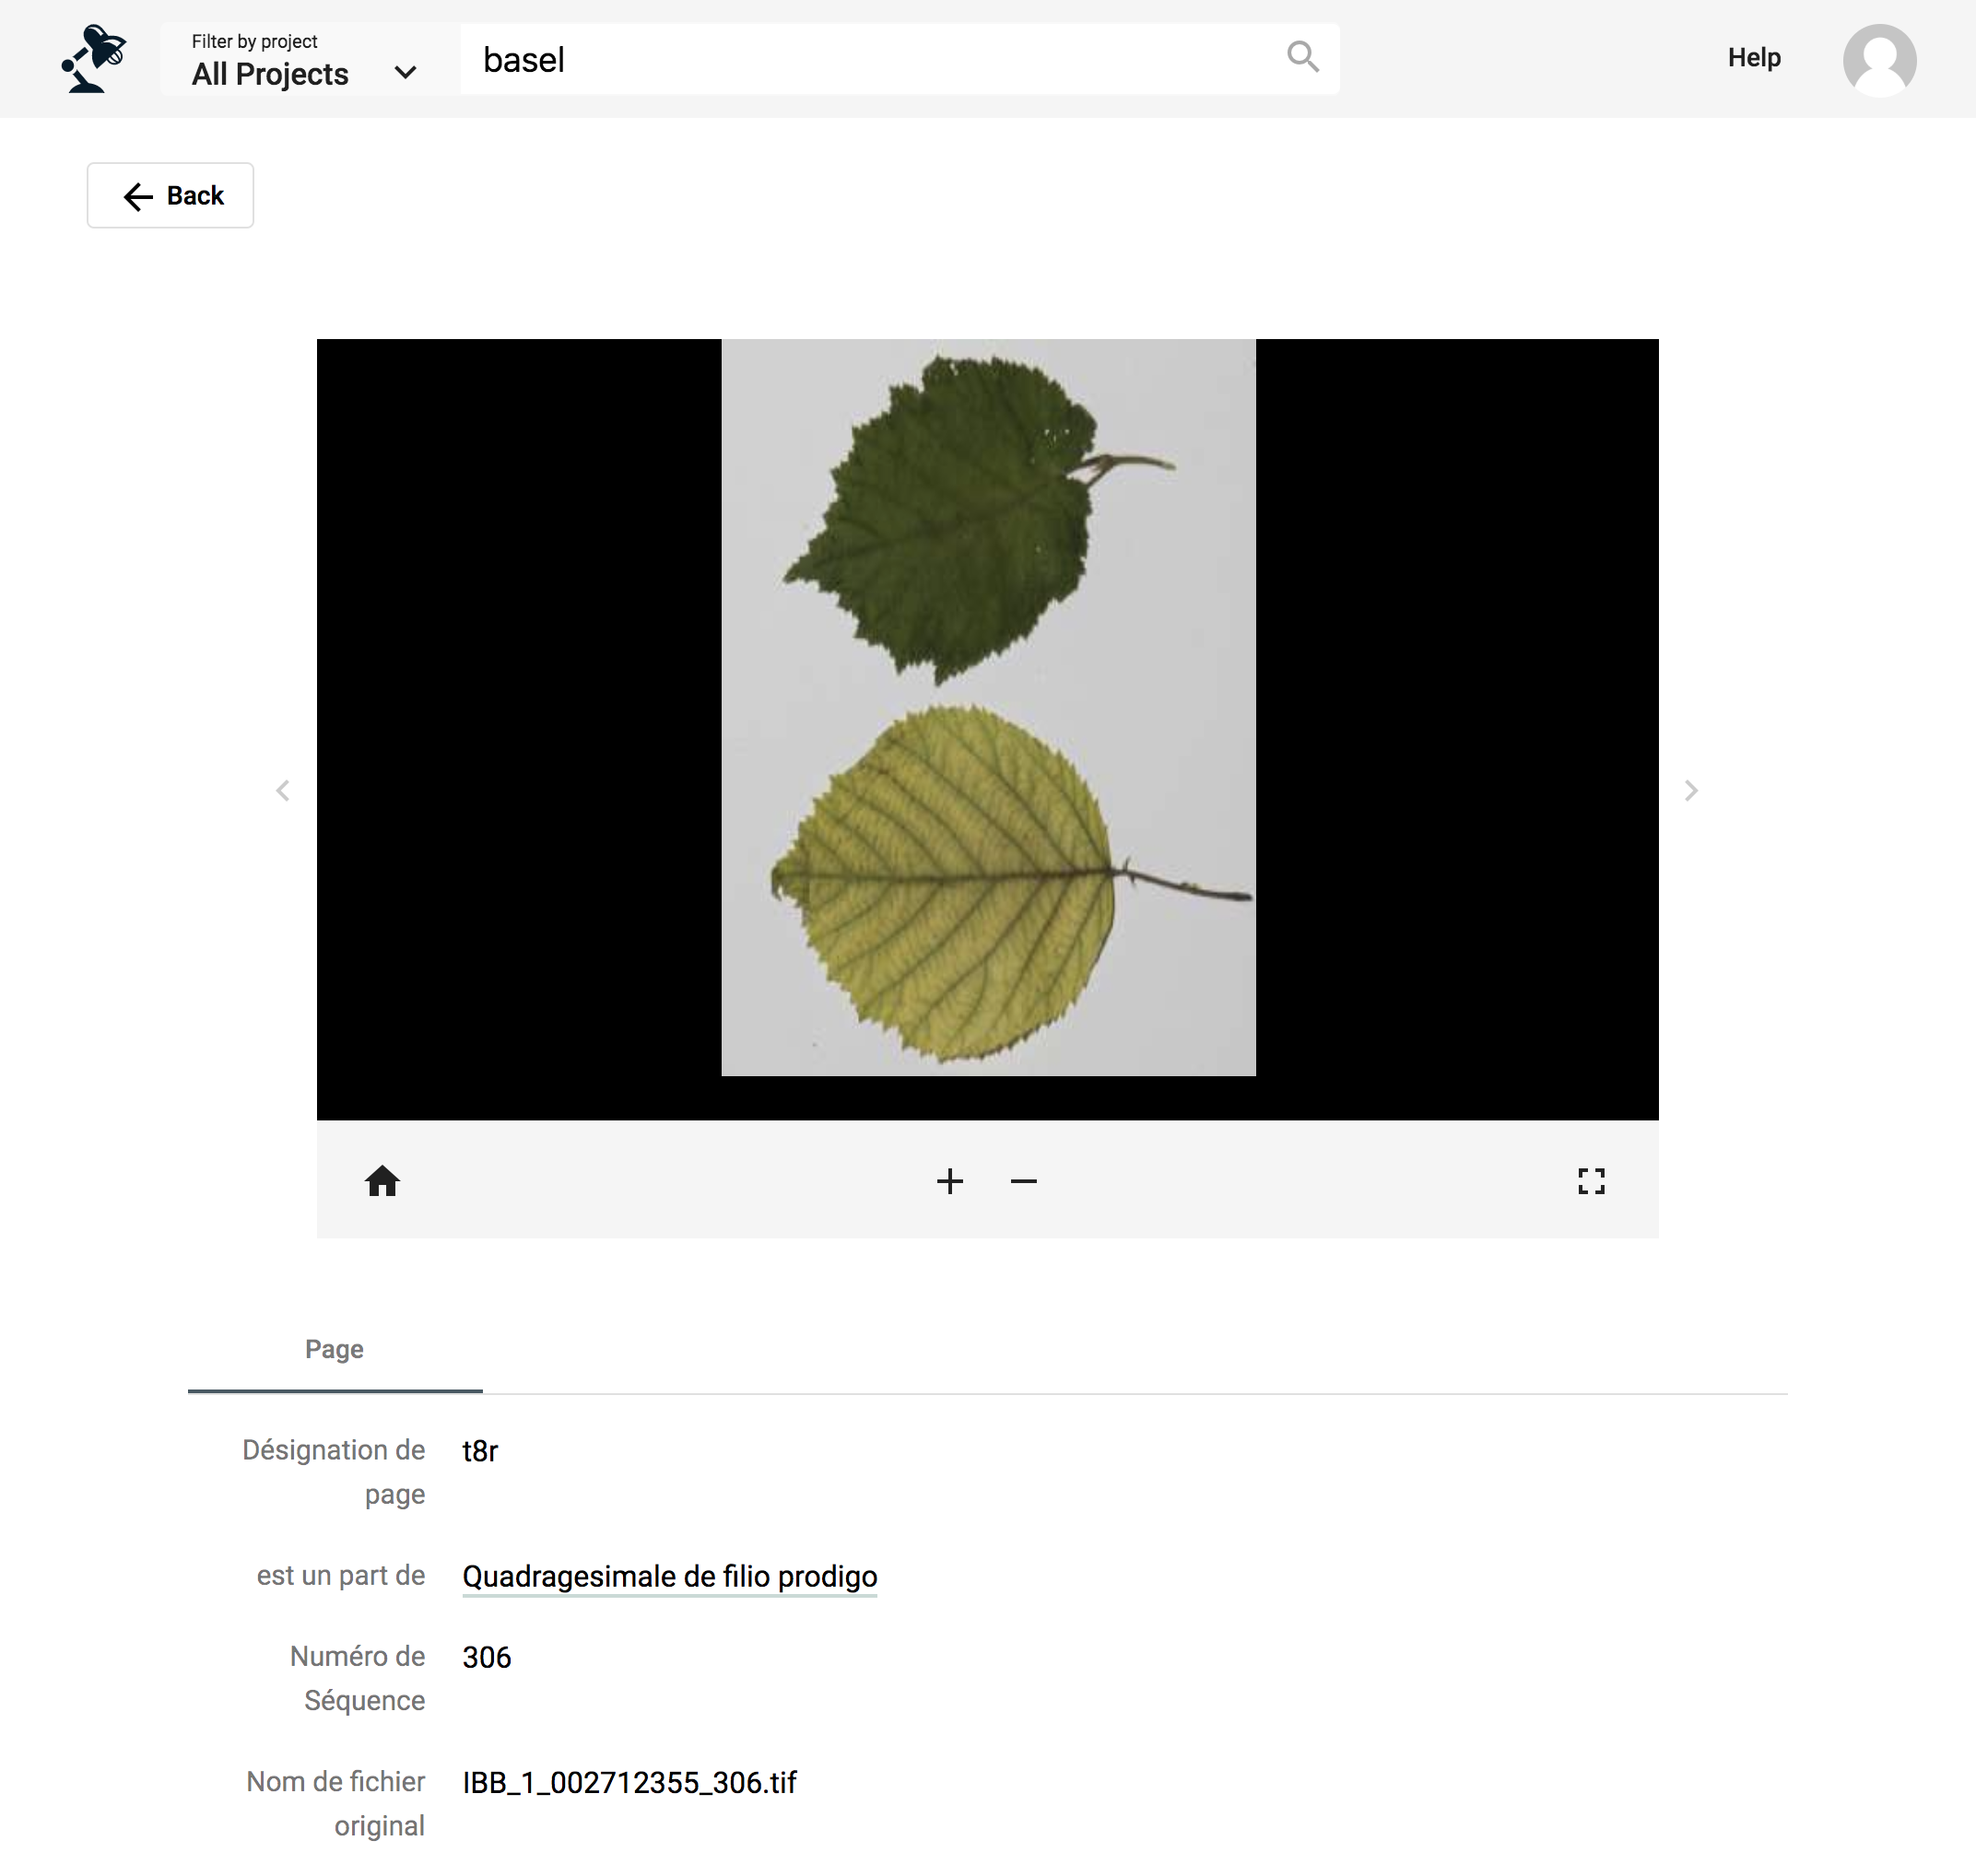 Filter by project
All Projects
basel
Help
Back
Page
Désignation de
page
t8r
est un part de
Quadragesimale de filio prodigo
Numéro de
Séquence
306
Nom de fichier
original
IBB_1_002712355_306.tif